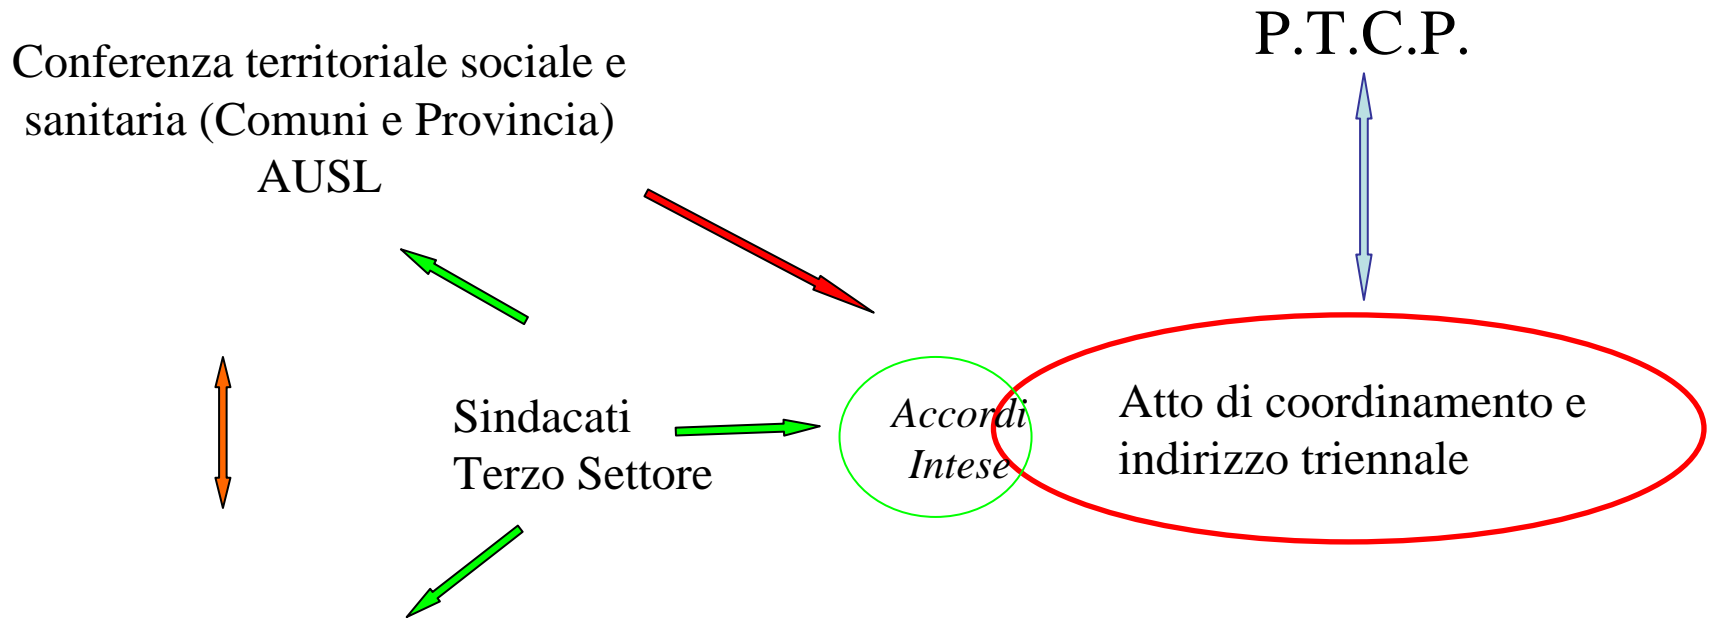 P.T.C.P.
Conferenza territoriale sociale e
sanitaria (Comuni e Provincia)
AUSL
Sindacati
Terzo Settore
Accordi
Intese
Atto di coordinamento e
indirizzo triennale